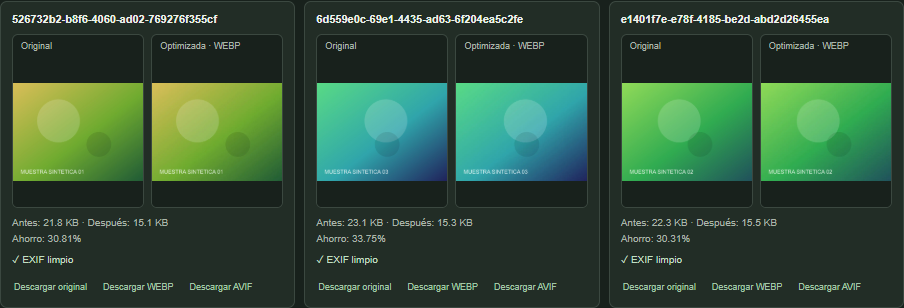 526732b2-b8f6-4060-ad02-769276f355cf
Original
Optimizada · WEBP
MUESTRA SINTETICA 01
MUESTRA SINTETICA 01
Antes: 21.8 KB · Después: 15.1 KB
Ahorro: 30.81%
✓ EXIF limpio
Descargar original Descargar WEBP Descargar AVIF
6d559e0c-69e1-4435-ad63-6f204ea5c2fe
Original
Optimizada · WEBP
MUESTRA SINTETICA 03
MUESTRA SINTETICA 03
Antes: 23.1 KB · Después: 15.3 KB
Ahorro: 33.75%
✓ EXIF limpio
Descargar original Descargar WEBP Descargar AVIF
e1401f7e-e78f-4185-be2d-abd2d26455ea
Original
Optimizada · WEBP
MUESTRA SINTETICA 02
MUESTRA SINTETICA 02
Antes: 22.3 KB · Después: 15.5 KB
Ahorro: 30.31%
✓ EXIF limpio
Descargar original Descargar WEBP Descargar AVIF